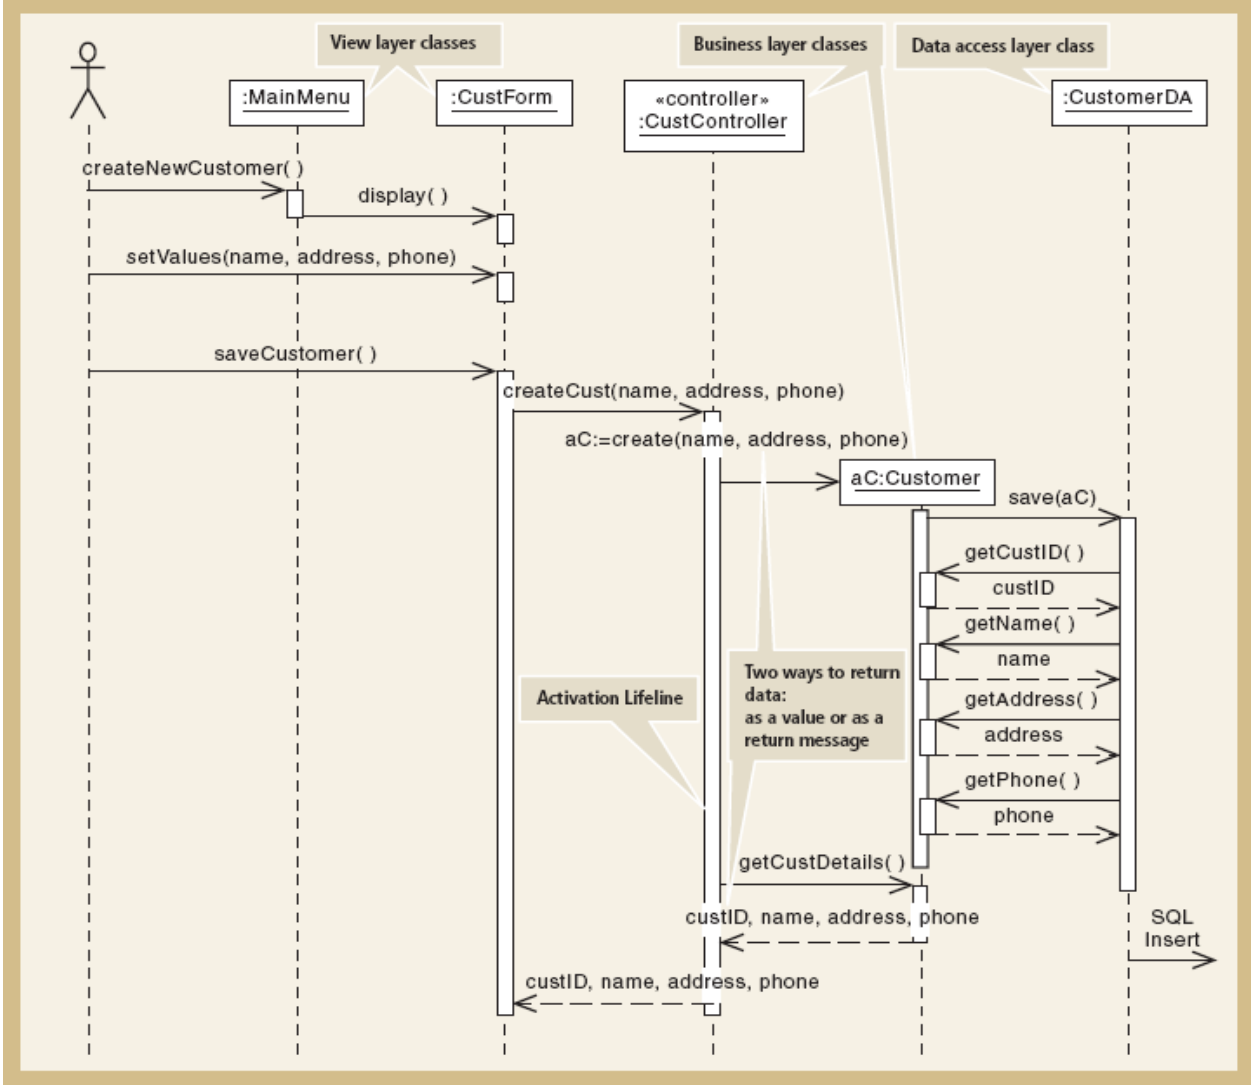 View layer classes
Business layer classes
Data access layer class
:MainMenu
:CustForm
«controller»
:CustController
:CustomerDA
createNewCustomer( )
display( )
setValues(name, address, phone)
saveCustomer( )
createCust(name, address, phone)
aC:=create(name, address, phone)
aC:Customer
save(aC)
getCustID( )
custID
getName( )
name
Two ways to return
data:
as a value or as a
return message
Activation Lifeline
getAddress( )
address
getPhone( )
phone
getCustDetails( )
custID, name, address, phone
SQL
Insert
custID, name, address, phone